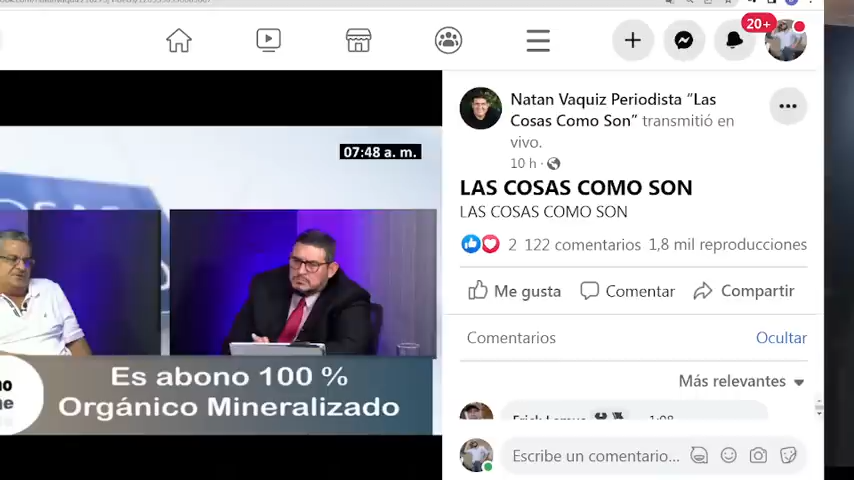 20+
Natan Vaquiz Periodista “Las
Cosas Como Son” transmitió en
vivo.
10 h ·
07:48 a. m.
LAS COSAS COMO SON
LAS COSAS COMO SON
2 122 comentarios 1,8 mil reproducciones
Me gusta Comentar Compartir
Comentarios Ocultar
Más relevantes
Es abono 100 %
Orgánico Mineralizado
Escribe un comentario...